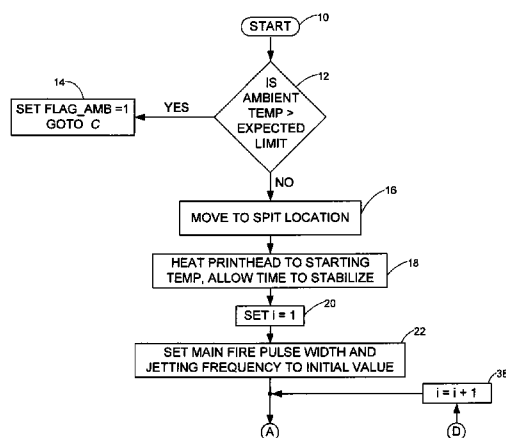 10
START
12
14
IS
AMBIENT
TEMP >
EXPECTED
LIMIT
YES
SET FLAG_AMB =1
GOTO C
NO
16
MOVE TO SPIT LOCATION
HEAT PRINTHEAD TO STARTING
TEMP, ALLOW TIME TO STABILIZE
18
20
SET i = 1
22
SET MAIN FIRE PULSE WIDTH AND
JETTING FREQUENCY TO INITIAL VALUE
38
i = i + 1
A
D